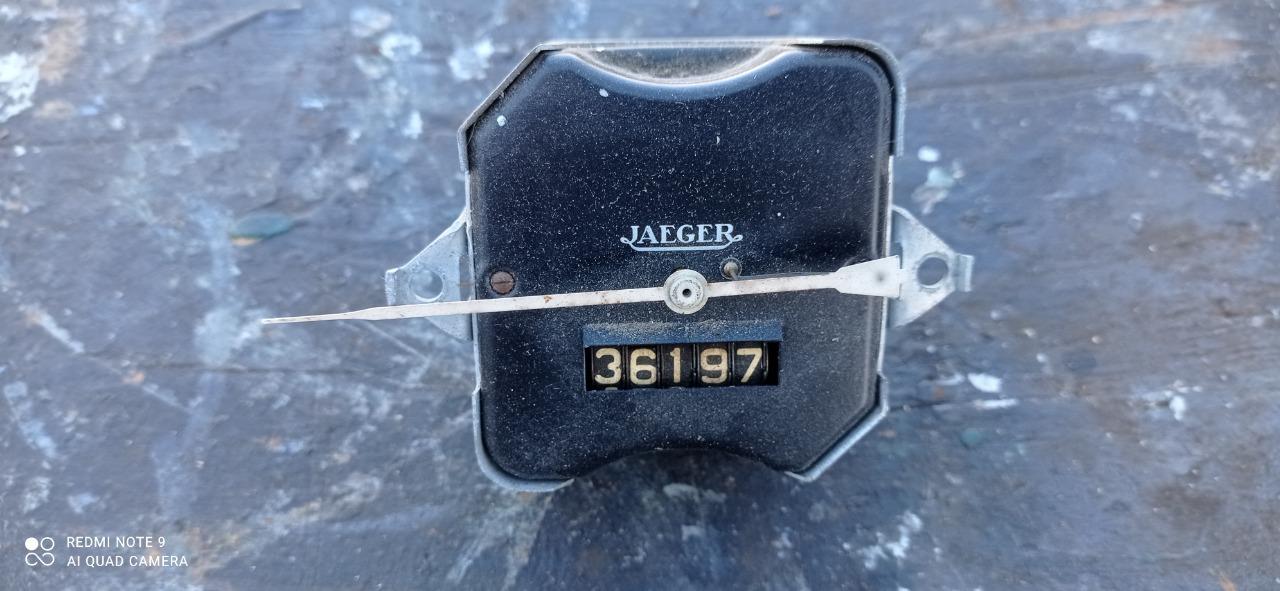 JAEGER
36197
REDMI NOTE 9
AI QUAD CAMERA